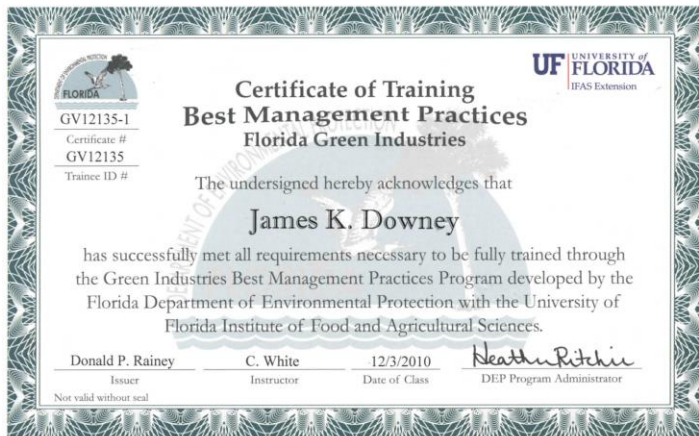 FLORIDA
GV12135-1
Certificate #
GV12135
Trainee ID #
UF UNIVERSITY of
FLORIDA
IFAS Extension
Certificate of Training
Best Management Practices
Florida Green Industries
The undersigned hereby acknowledges that
James K. Downey
has successfully met all requirements necessary to be fully trained through
the Green Industries Best Management Practices Program developed by the
Florida Department of Environmental Protection with the University of
Florida Institute of Food and Agricultural Sciences.
Donald P. Rainey
Issuer
C. White
Instructor
12/3/2010
Date of Class
Heather Ritchie
DEP Program Administrator
Not valid without seal